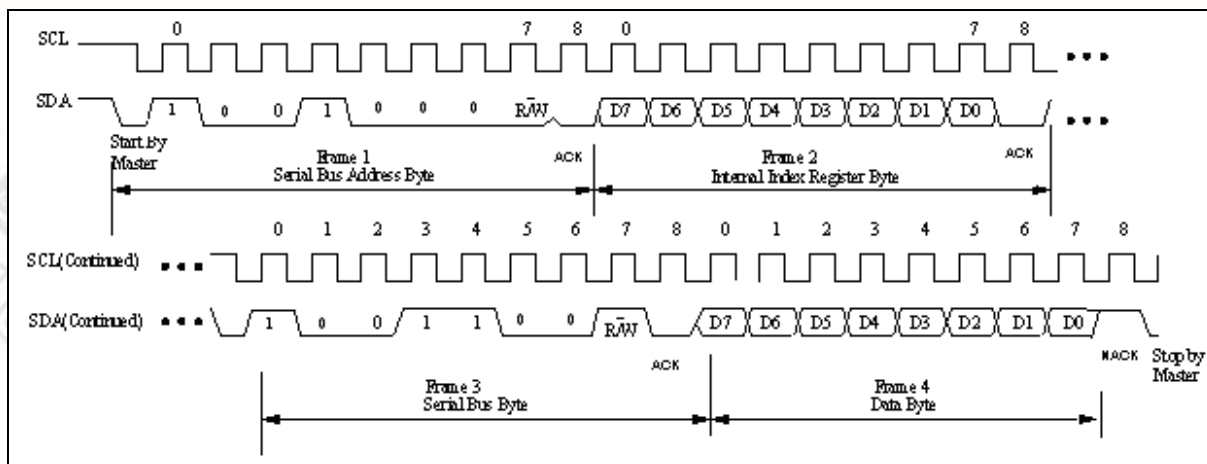 0 7 8 0 7 8
SCL
SDA 1 0 0 1 0 0 0 R/W D7 D6 D5 D4 D3 D2 D1 D0
Start By
Master
Frame 1
Serial Bus Address Byte
ACK
Frame 2
Internal Index Register Byte
ACK
0 1 2 3 4 5 6 7 8 0 1 2 3 4 5 6 7 8
SCL(Continued)
SDA(Continued) 1 0 0 1 1 0 0 R/W D7 D6 D5 D4 D3 D2 D1 D0
ACK
NACK
Stop by
Master
Frame 3
Serial Bus Byte
Frame 4
Data Byte